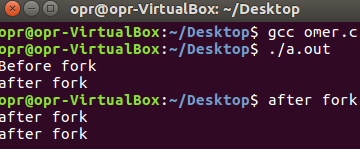 opr@opr-VirtualBox: ~/Desktop
opr@opr-VirtualBox:~/Desktop$ gcc omer.c
opr@opr-VirtualBox:~/Desktop$ ./a.out
Before fork
after fork
opr@opr-VirtualBox:~/Desktop$ after fork
after fork
after fork